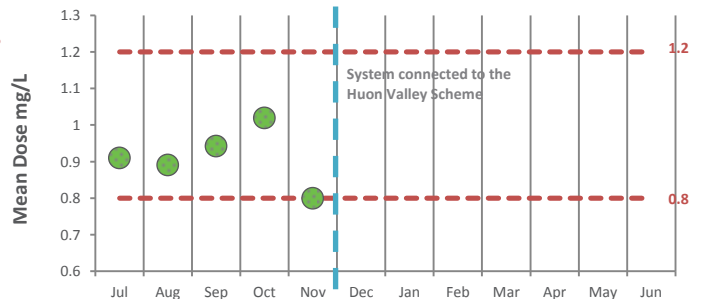 Mean Dose mg/L
1.3
1.2
1.1
1
0.9
0.8
0.7
0.6
System connected to the
Huon Valley Scheme
1.2
0.8
Jul Aug Sep Oct Nov Dec Jan Feb Mar Apr May Jun